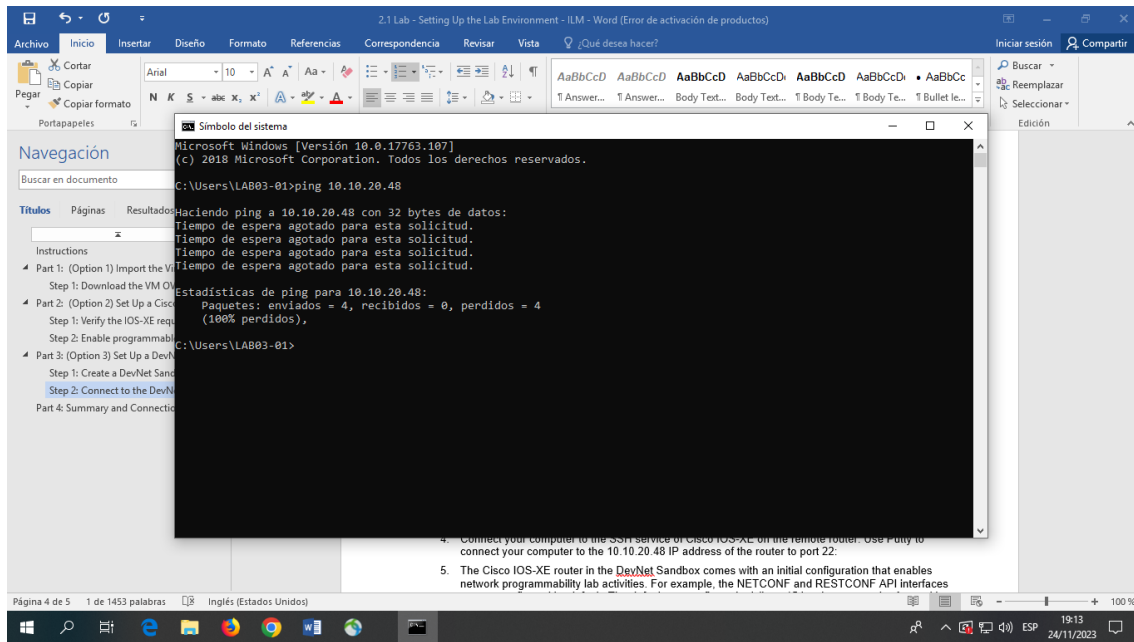 2.1 Lab - Setting Up the Lab Environment - ILM - Word (Error de activación de productos)
Archivo Inicio Insertar Diseño Formato Referencias Correspondencia Revisar Vista ¿Qué desea hacer? Iniciar sesión Compartir
Pegar
Cortar
Copiar
Copiar formato
Portapapeles
Arial 10
N K S abc x₂ x²
AaBbCcD AaBbCcD AaBbCcD AaBbCcDc AaBbCcD AaBbCcDc • AaBbCc
¶ Answer... ¶ Answer... Body Text... Body Text... ¶ Body Te... ¶ Body Te... ¶ Bullet le...
Buscar
Reemplazar
Seleccionar
Edición
Navegación
Buscar en documento
Títulos Páginas Resultados
Instructions
Part 1: (Option 1) Import the Vi
Step 1: Download the VM OV
Part 2: (Option 2) Set Up a Cisc
Step 1: Verify the IOS-XE requ
Step 2: Enable programmabl
Part 3: (Option 3) Set Up a DevN
Step 1: Create a DevNet Sand
Step 2: Connect to the DevN
Part 4: Summary and Connectio
Símbolo del sistema
Microsoft Windows [Versión 10.0.17763.107]
(c) 2018 Microsoft Corporation. Todos los derechos reservados.
C:\Users\LAB03-01>ping 10.10.20.48
Haciendo ping a 10.10.20.48 con 32 bytes de datos:
Tiempo de espera agotado para esta solicitud.
Tiempo de espera agotado para esta solicitud.
Tiempo de espera agotado para esta solicitud.
Tiempo de espera agotado para esta solicitud.
Estadísticas de ping para 10.10.20.48:
Paquetes: enviados = 4, recibidos = 0, perdidos = 4
(100% perdidos),
C:\Users\LAB03-01>
4. Connect your computer to the SSH service of Cisco IOS-XE on the remote router. Use Putty to
connect your computer to the 10.10.20.48 IP address of the router to port 22:
5. The Cisco IOS-XE router in the DevNet Sandbox comes with an initial configuration that enables
network programmability lab activities. For example, the NETCONF and RESTCONF API interfaces
Página 4 de 5 1 de 1453 palabras Inglés (Estados Unidos) 100 %
ESP 19:13
24/11/2023